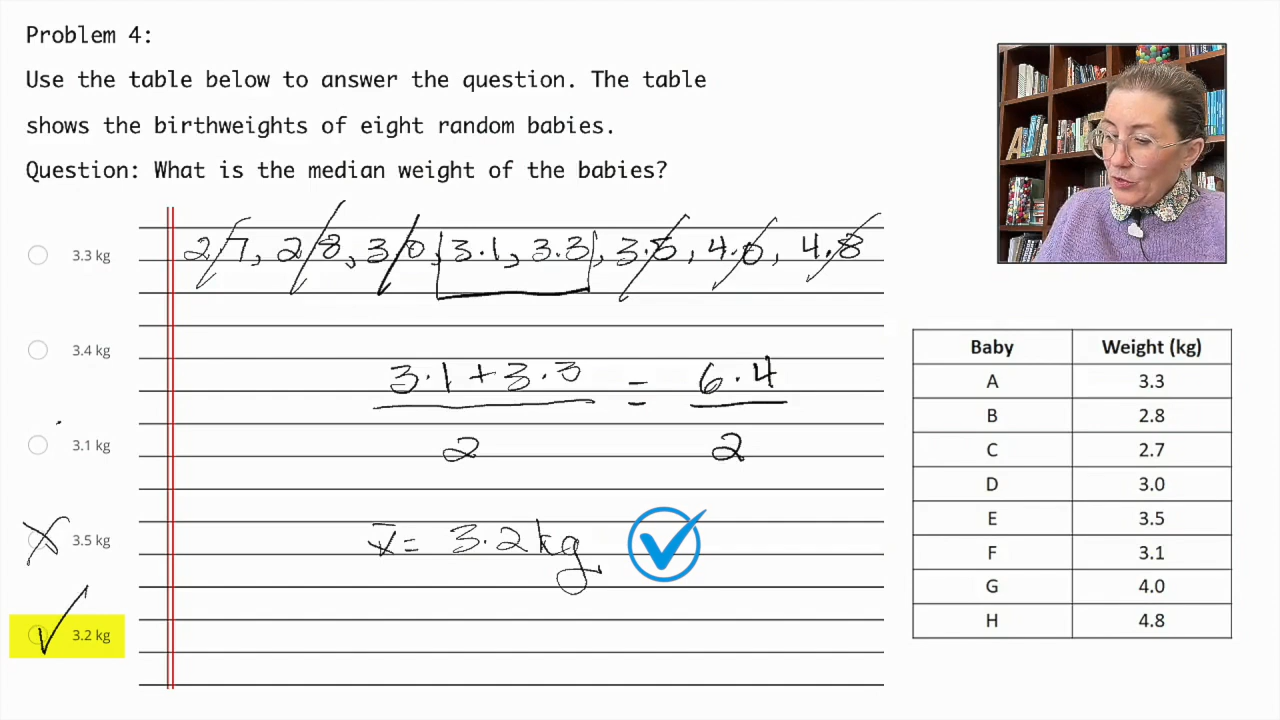 Problem 4:
Use the table below to answer the question. The table
shows the birthweights of eight random babies.
Question: What is the median weight of the babies?
3.3 kg
2.7, 2.8, 3.0, 3.1, 3.3, 3.5, 4.0, 4.8
3.4 kg
3.1 + 3.3 = 6.4
2 2
3.1 kg
3.5 kg
x̄ = 3.2 kg
3.2 kg
Baby Weight (kg)
A 3.3
B 2.8
C 2.7
D 3.0
E 3.5
F 3.1
G 4.0
H 4.8